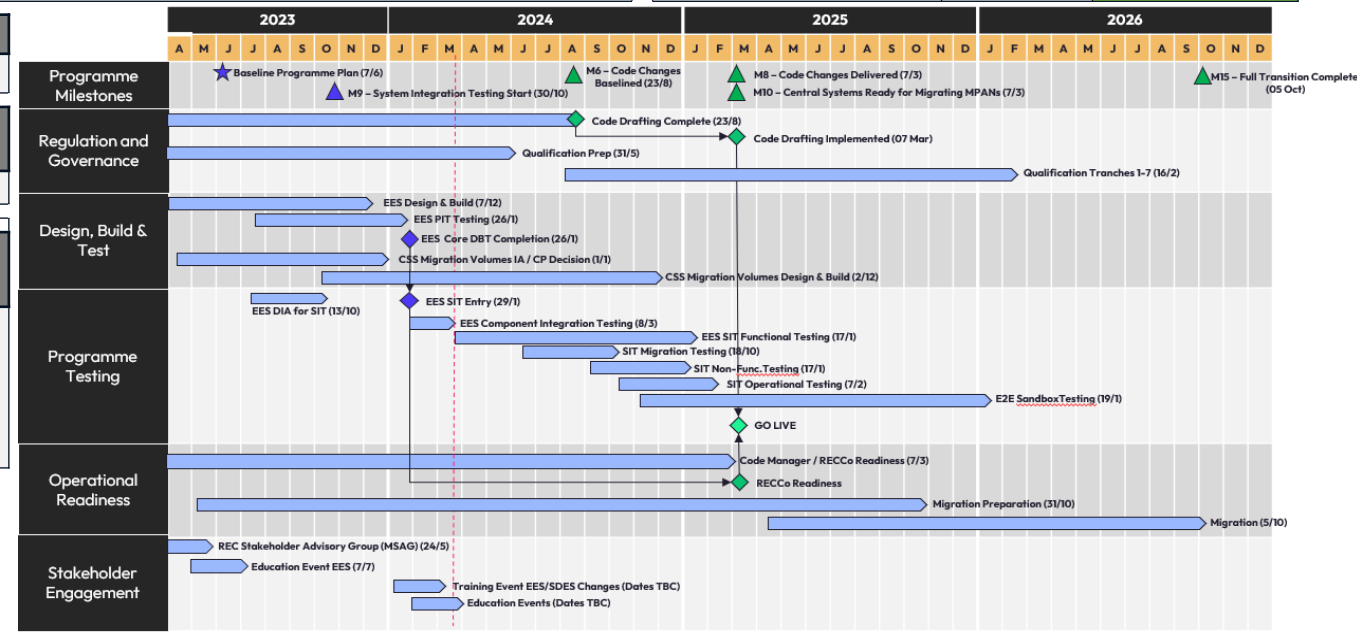 2023 2024 2025 2026
A M J J A S O N D J F M A M J J A S O N D J F M A M J J A S O N D J F M A M J J A S O N D
Programme
Milestones
Baseline Programme Plan (7/6)
M9 – System Integration Testing Start (30/10)
M6 – Code Changes
Baselined (23/8)
M8 – Code Changes Delivered (7/3)
M10 – Central Systems Ready for Migrating MPANs (7/3)
M15 – Full Transition Complete
(05 Oct)
Regulation and
Governance
Code Drafting Complete (23/8)
Code Drafting Implemented (07 Mar)
Qualification Prep (31/5)
Qualification Tranches 1-7 (16/2)
Design, Build &
Test
EES Design & Build (7/12)
EES PIT Testing (26/1)
EES Core DBT Completion (26/1)
CSS Migration Volumes IA / CP Decision (1/1)
CSS Migration Volumes Design & Build (2/12)
Programme
Testing
EES DIA for SIT (13/10)
EES SIT Entry (29/1)
EES Component Integration Testing (8/3)
EES SIT Functional Testing (17/1)
SIT Migration Testing (18/10)
SIT Non-Func.Testing (17/1)
SIT Operational Testing (7/2)
E2E SandboxTesting (19/1)
GO LIVE
Operational
Readiness
Code Manager / RECCo Readiness (7/3)
RECCo Readiness
Migration Preparation (31/10)
Migration (5/10)
Stakeholder
Engagement
REC Stakeholder Advisory Group (MSAG) (24/5)
Education Event EES (7/7)
Training Event EES/SDES Changes (Dates TBC)
Education Events (Dates TBC)